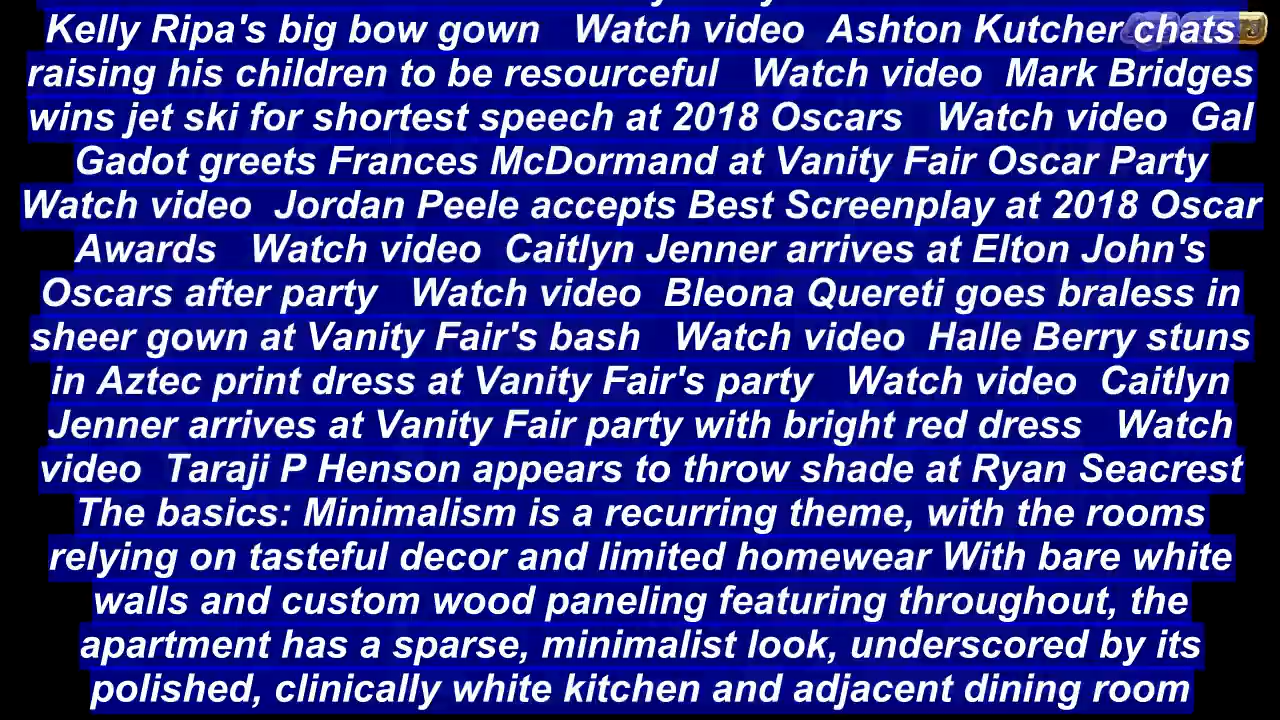 Kelly Ripa's big bow gown Watch video Ashton Kutcher chats
raising his children to be resourceful Watch video Mark Bridges
wins jet ski for shortest speech at 2018 Oscars Watch video Gal
Gadot greets Frances McDormand at Vanity Fair Oscar Party
Watch video Jordan Peele accepts Best Screenplay at 2018 Oscar
Awards Watch video Caitlyn Jenner arrives at Elton John's
Oscars after party Watch video Bleona Quereti goes braless in
sheer gown at Vanity Fair's bash Watch video Halle Berry stuns
in Aztec print dress at Vanity Fair's party Watch video Caitlyn
Jenner arrives at Vanity Fair party with bright red dress Watch
video Taraji P Henson appears to throw shade at Ryan Seacrest
The basics: Minimalism is a recurring theme, with the rooms
relying on tasteful decor and limited homewear With bare white
walls and custom wood paneling featuring throughout, the
apartment has a sparse, minimalist look, underscored by its
polished, clinically white kitchen and adjacent dining room